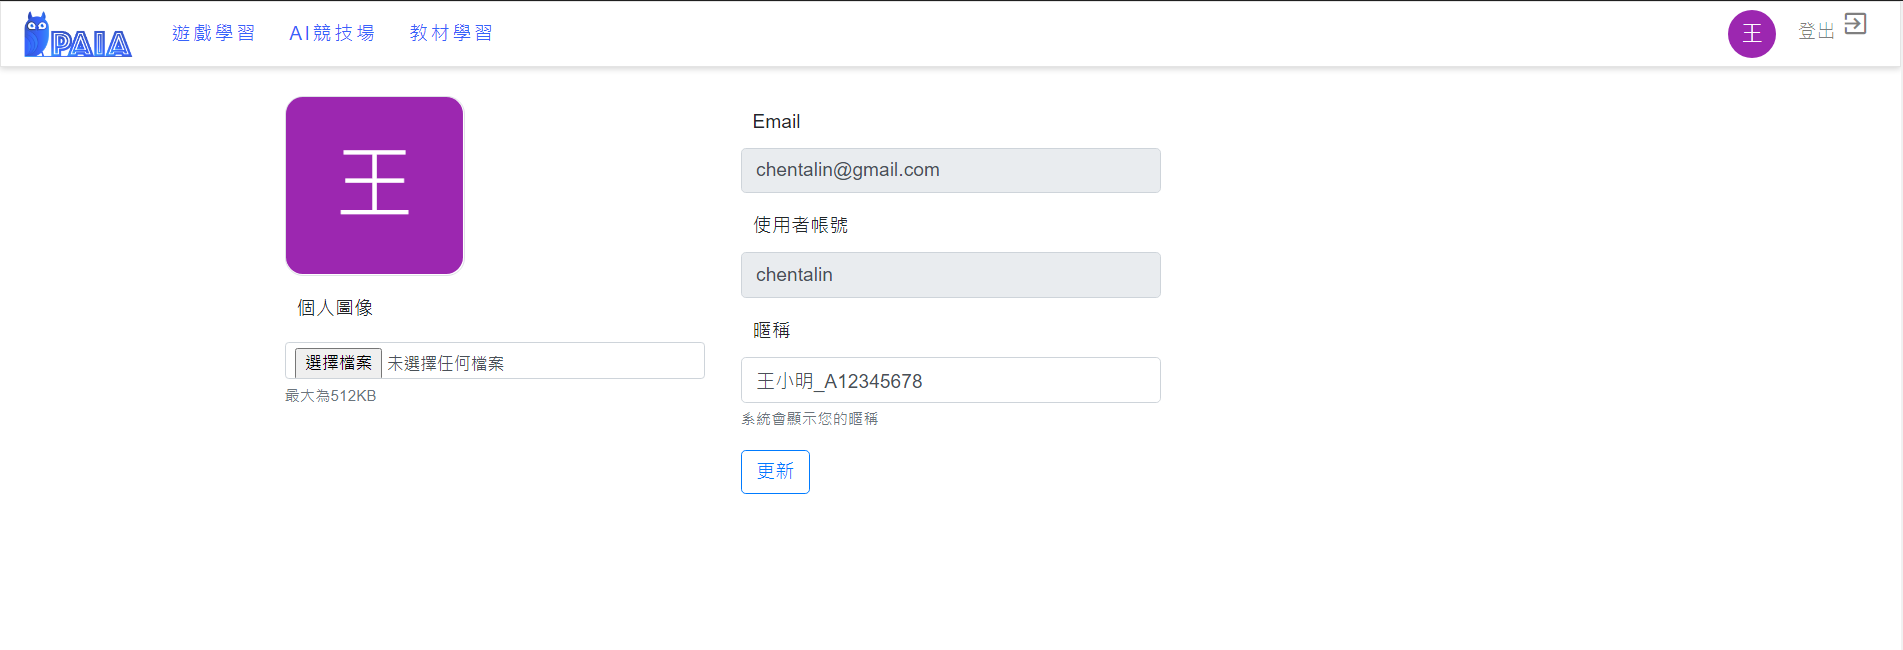 PAIA 遊戲學習 AI競技場 教材學習 王 登出
王
個人圖像
選擇檔案 未選擇任何檔案
最大為512KB
Email
chentalin@gmail.com
使用者帳號
chentalin
暱稱
王小明_A12345678
系統會顯示您的暱稱
更新